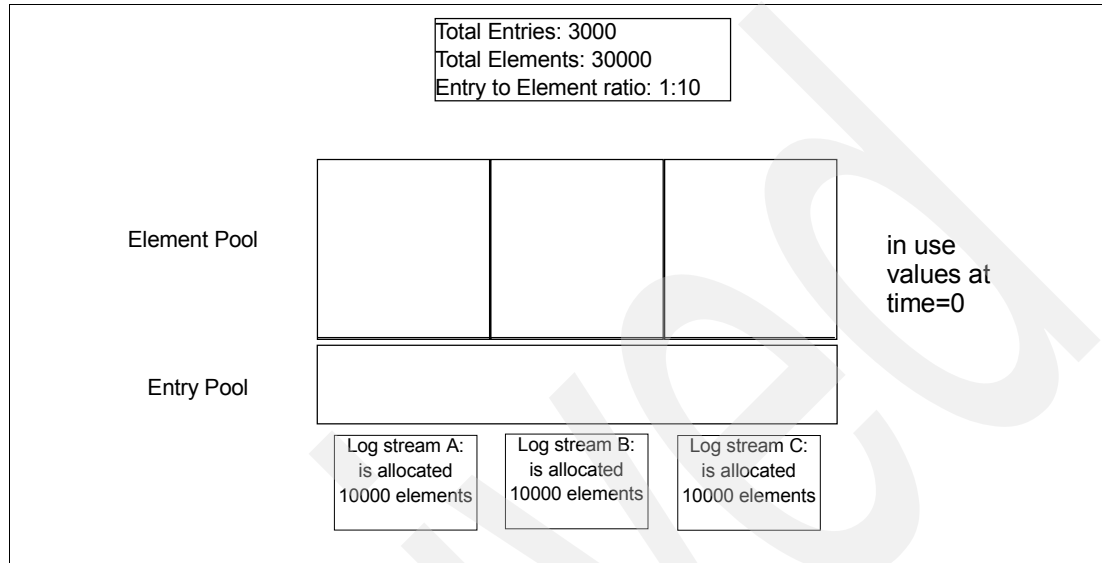 Total Entries: 3000
Total Elements: 30000
Entry to Element ratio: 1:10
Element Pool
in use
values at
time=0
Entry Pool
Log stream A:
is allocated
10000 elements
Log stream B:
is allocated
10000 elements
Log stream C:
is allocated
10000 elements